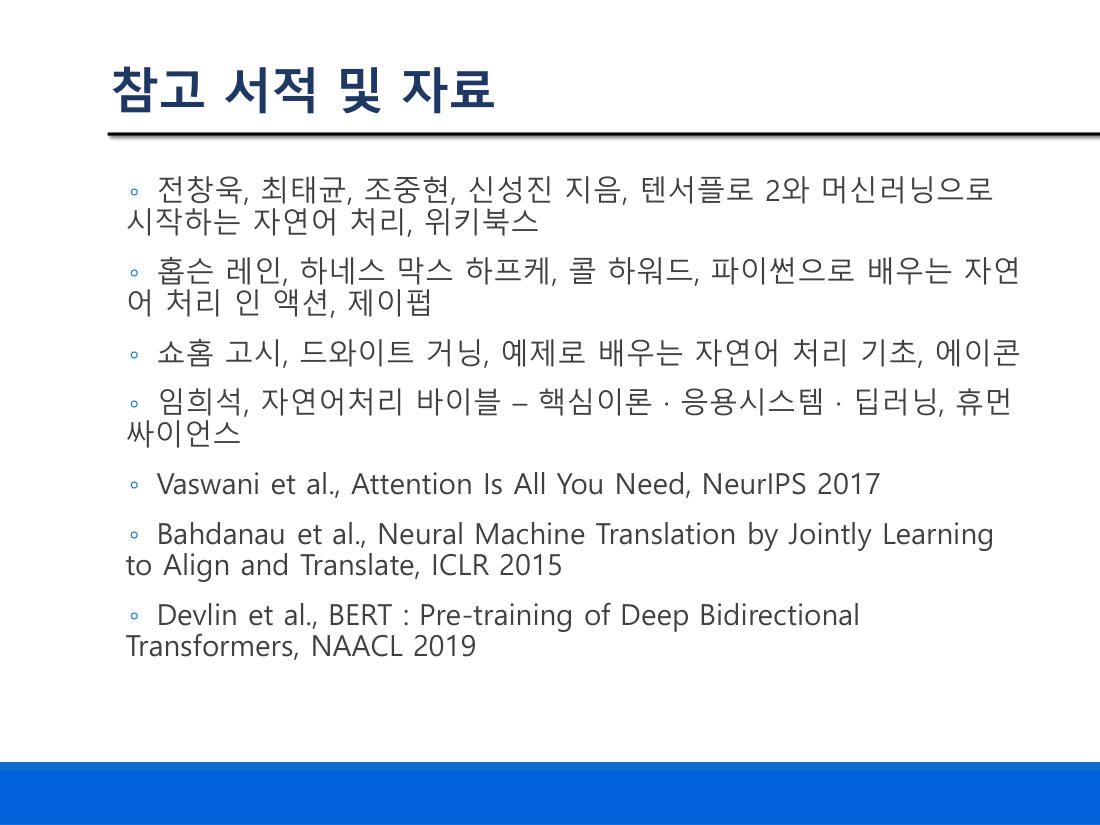 참고 서적 및 자료
◦ 전창욱, 최태균, 조중현, 신성진 지음, 텐서플로 2와 머신러닝으로
시작하는 자연어 처리, 위키북스
◦ 홉슨 레인, 하네스 막스 하프케, 콜 하워드, 파이썬으로 배우는 자연
어 처리 인 액션, 제이펍
◦ 쇼홈 고시, 드와이트 거닝, 예제로 배우는 자연어 처리 기초, 에이콘
◦ 임희석, 자연어처리 바이블 – 핵심이론 · 응용시스템 · 딥러닝, 휴먼
싸이언스
◦ Vaswani et al., Attention Is All You Need, NeurIPS 2017
◦ Bahdanau et al., Neural Machine Translation by Jointly Learning
to Align and Translate, ICLR 2015
◦ Devlin et al., BERT : Pre-training of Deep Bidirectional
Transformers, NAACL 2019